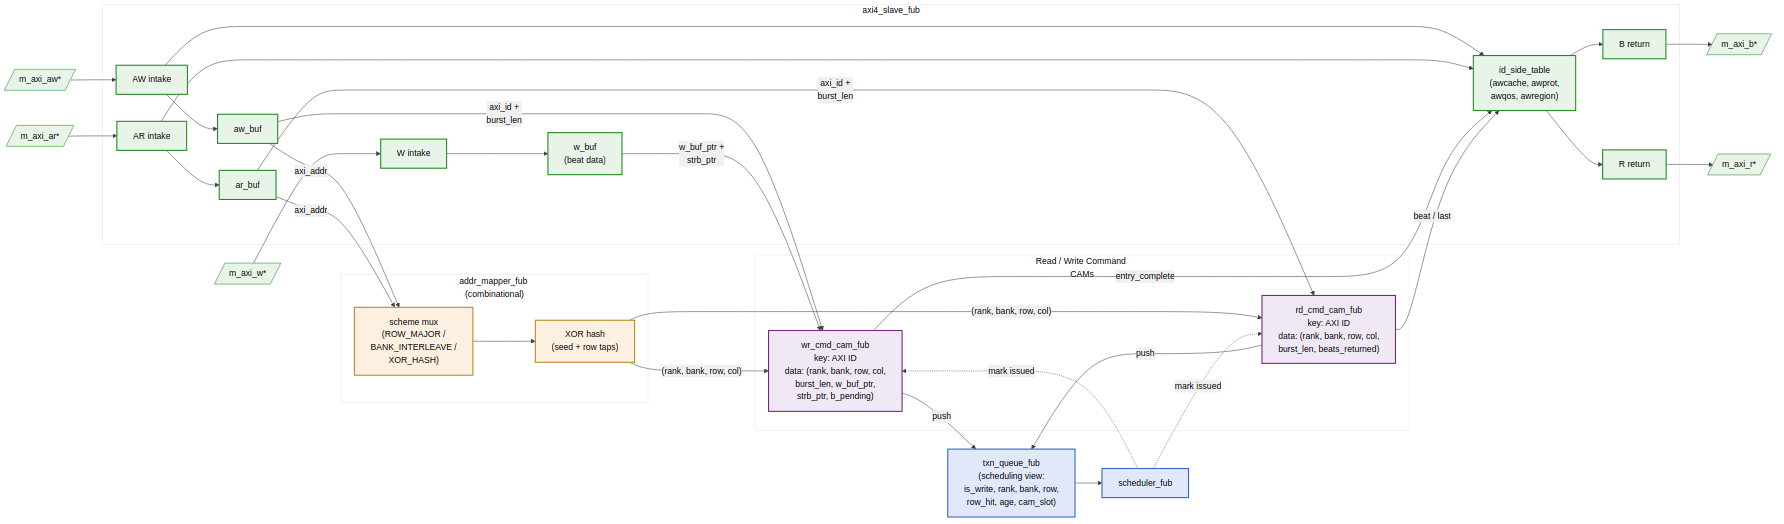 axi4_slave_fub
m_axi_aw*
AW intake
m_axi_ar*
AR intake
aw_buf
ar_buf
axi_addr
axi_addr
m_axi_w*
W intake
axi_id +
burst_len
w_buf
(beat data)
w_buf_ptr +
strb_ptr
axi_id +
burst_len
id_side_table
(awcache, awprot,
awqos, awregion)
B return
m_axi_b*
R return
m_axi_r*
beat / last
addr_mapper_fub
(combinational)
scheme mux
(ROW_MAJOR /
BANK_INTERLEAVE /
XOR_HASH)
XOR hash
(seed + row taps)
(rank, bank, row, col)
(rank, bank, row, col)
Read / Write Command
CAMs
entry_complete
wr_cmd_cam_fub
key: AXI ID
data: (rank, bank, row, col,
burst_len, w_buf_ptr,
strb_ptr, b_pending)
rd_cmd_cam_fub
key: AXI ID
data: (rank, bank, row, col,
burst_len, beats_returned)
push
mark issued
mark issued
push
txn_queue_fub
(scheduling view:
is_write, rank, bank, row,
row_hit, age, cam_slot)
scheduler_fub